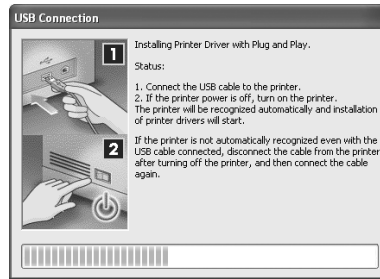 USB Connection
1
2
Installing Printer Driver with Plug and Play.
Status:
1. Connect the USB cable to the printer.
2. If the printer power is off, turn on the printer.
The printer will be recognized automatically and installation
of printer drivers will start.
If the printer is not automatically recognized even with the
USB cable connected, disconnect the cable from the printer
after turning off the printer, and then connect the cable
again.